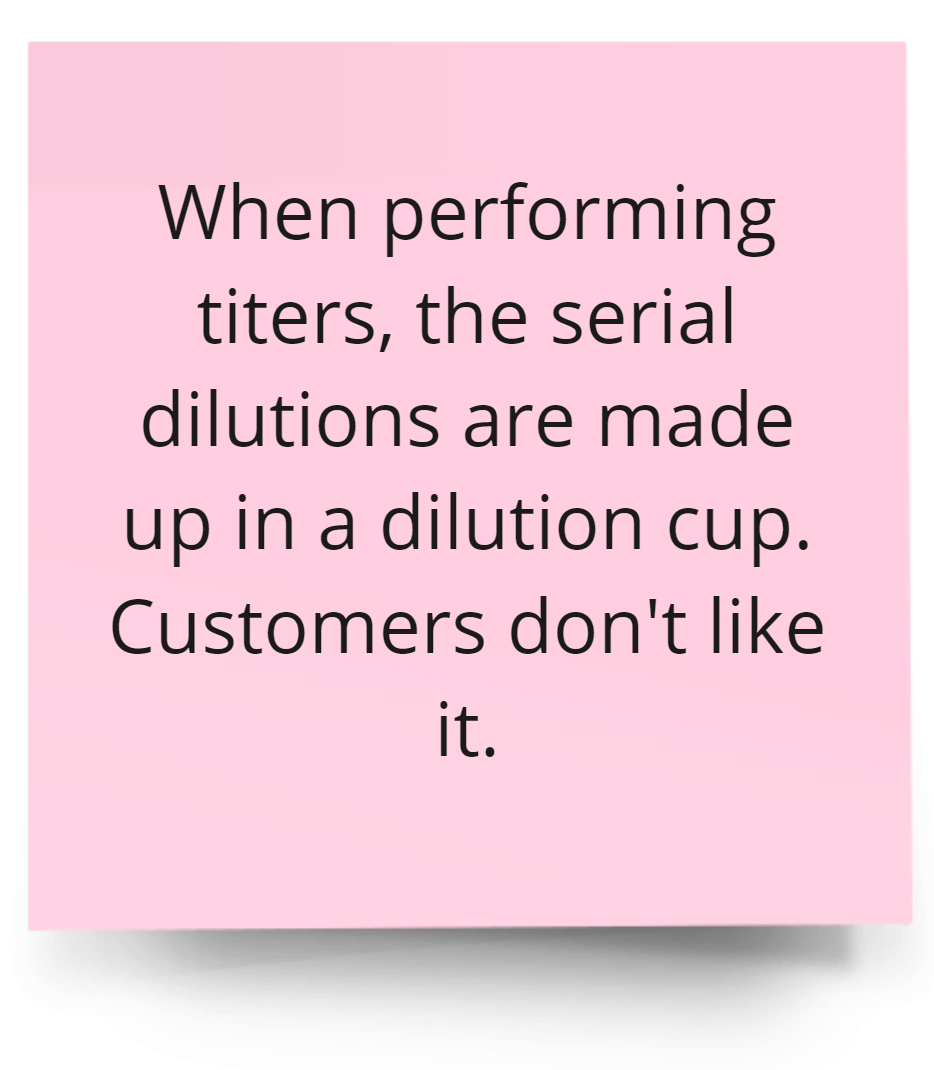 When performing
titers, the serial
dilutions are made
up in a dilution cup.
Customers don't like
it.